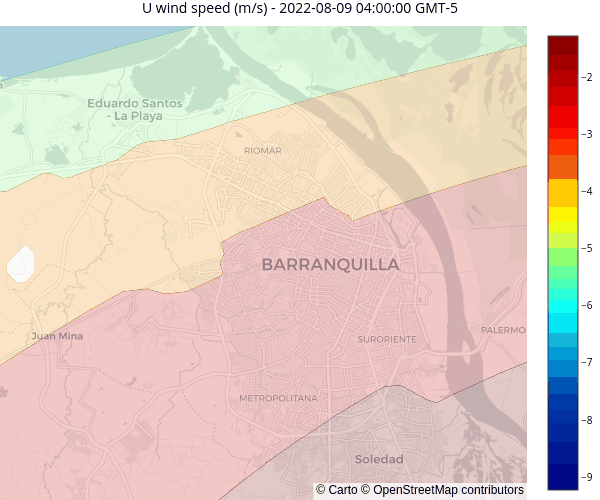 U wind speed (m/s) - 2022-08-09 04:00:00 GMT-5
Eduardo Santos
- La Playa
RIOMAR
BARRANQUILLA
Juan Mina
SURORIENTE
PALERMO
METROPOLITANA
Soledad
© Carto © OpenStreetMap contributors
−2
−3
−4
−5
−6
−7
−8
−9